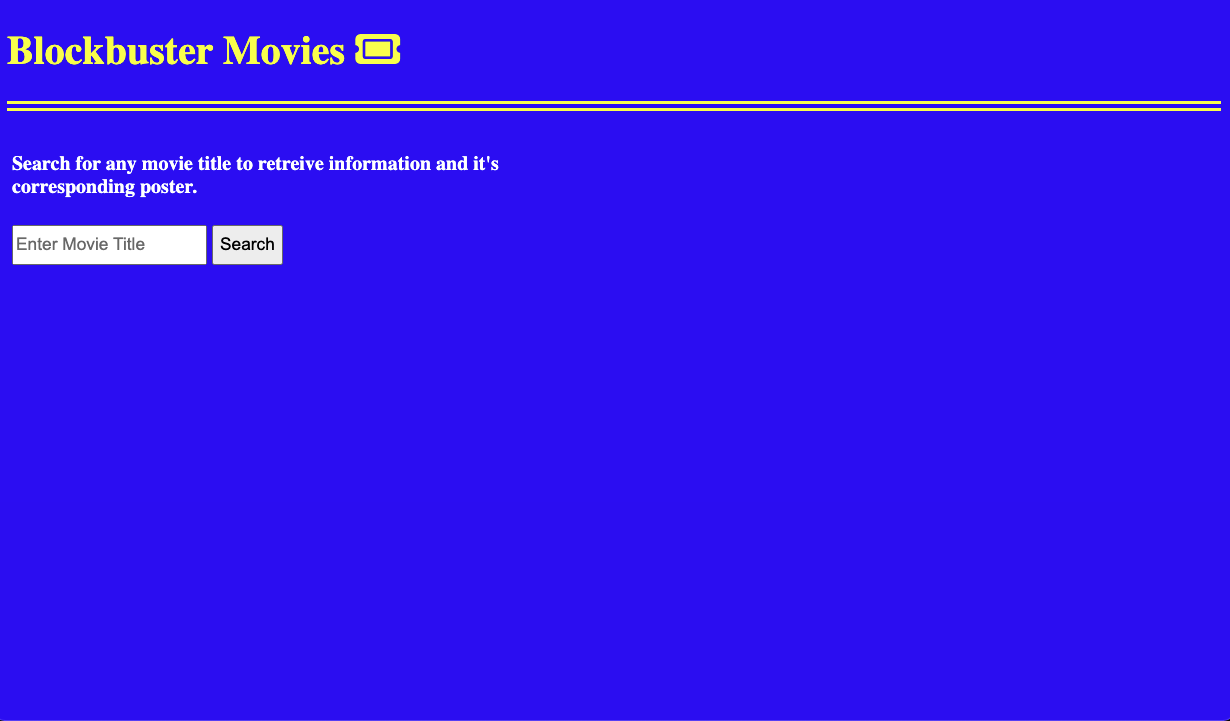 Blockbuster Movies
Search for any movie title to retreive information and it's
corresponding poster.
Enter Movie Title Search